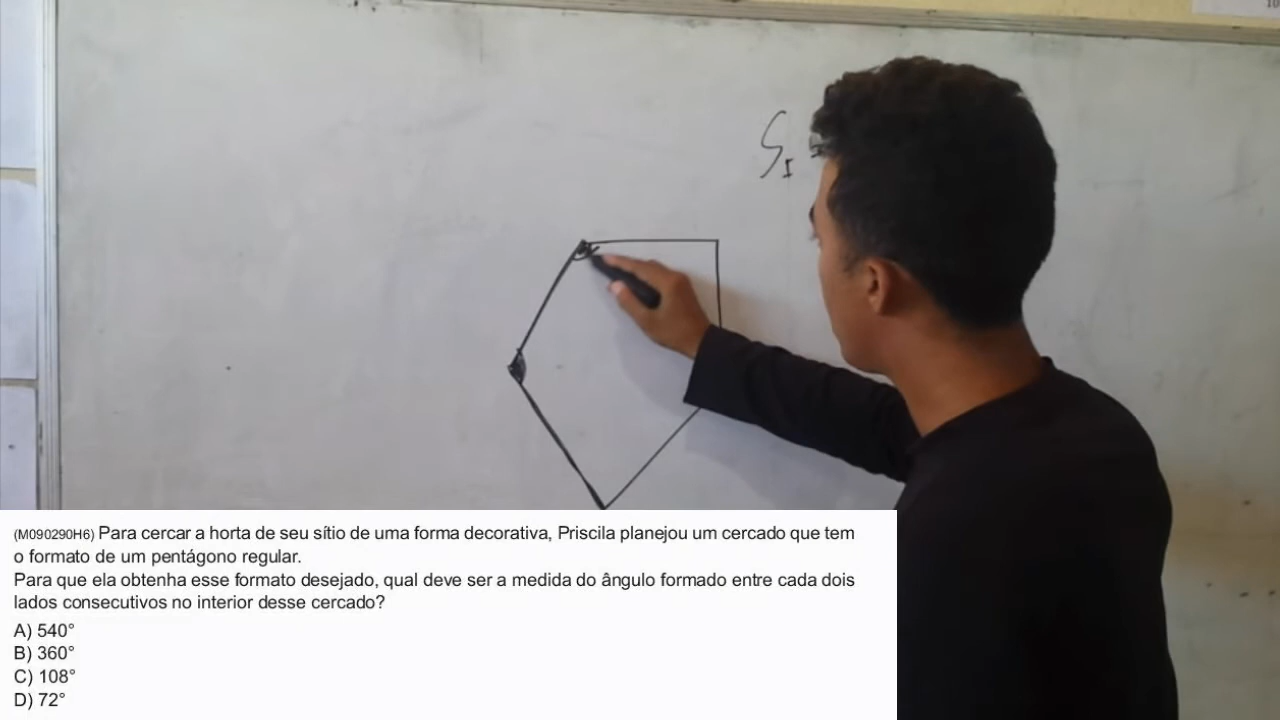 S_I
(M090290H6) Para cercar a horta de seu sítio de uma forma decorativa, Priscila planejou um cercado que tem
o formato de um pentágono regular.
Para que ela obtenha esse formato desejado, qual deve ser a medida do ângulo formado entre cada dois
lados consecutivos no interior desse cercado?
A) 540°
B) 360°
C) 108°
D) 72°